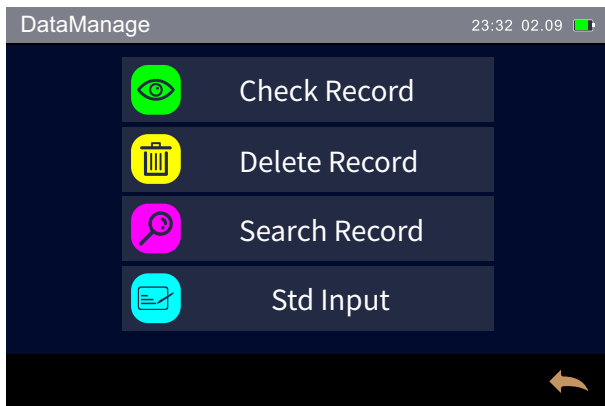 DataManage 23:32 02.09
Check Record
Delete Record
Search Record
Std Input